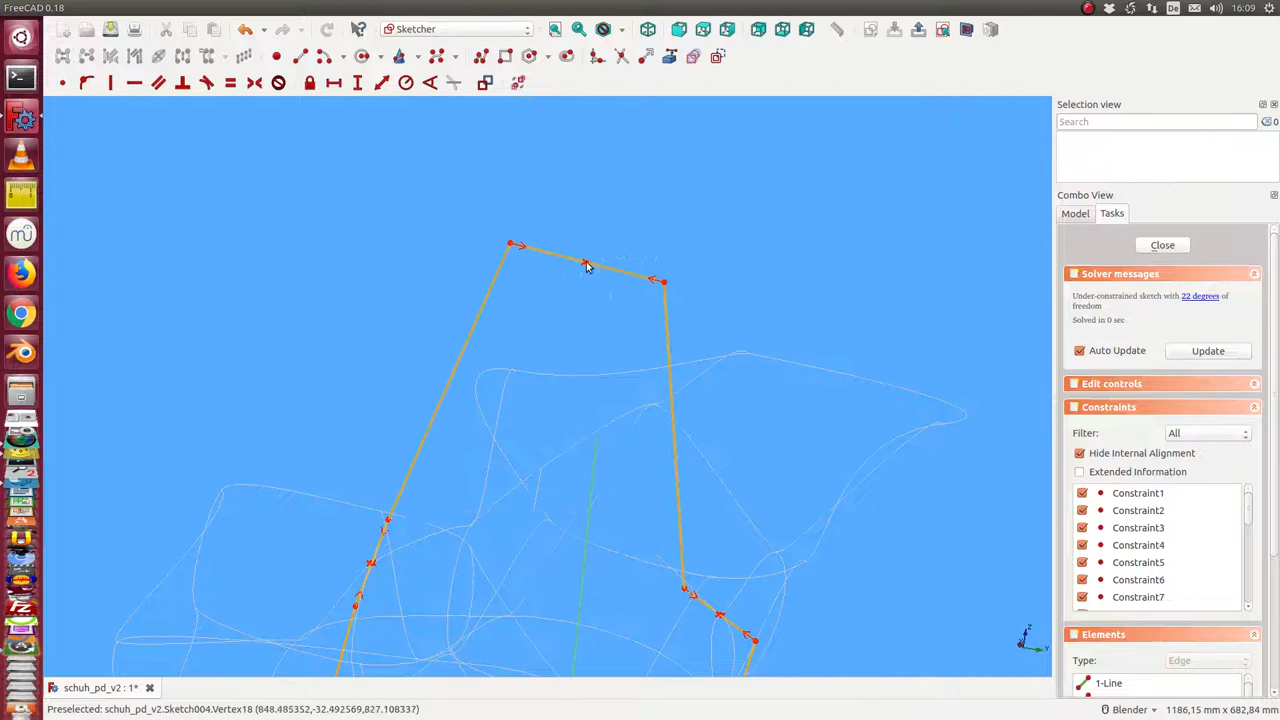 FreeCAD 0.18
De
16:09
Sketcher
Selection view
Search
0
Combo View
Model
Tasks
Close
Solver messages
Under-constrained sketch with 22 degrees of
freedom
Solved in 0 sec
Auto Update
Update
Edit controls
Constraints
Filter:
All
Hide Internal Alignment
Extended Information
Constraint1
Constraint2
Constraint3
Constraint4
Constraint5
Constraint6
Constraint7
Elements
Type:
Edge
1-Line
Z
Y
schuh_pd_v2 : 1*
Preselected: schuh_pd_v2.Sketch004.Vertex18 (848.485352,-32.492569,827.108337)
Blender
1186,15 mm x 682,84 mm